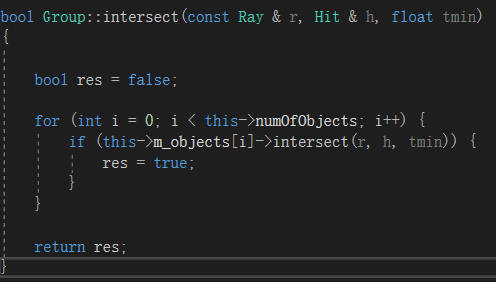 bool Group::intersect(const Ray & r, Hit & h, float tmin)
{
bool res = false;
for (int i = 0; i < this->numOfObjects; i++) {
if (this->m_objects[i]->intersect(r, h, tmin)) {
res = true;
}
}
return res;
}